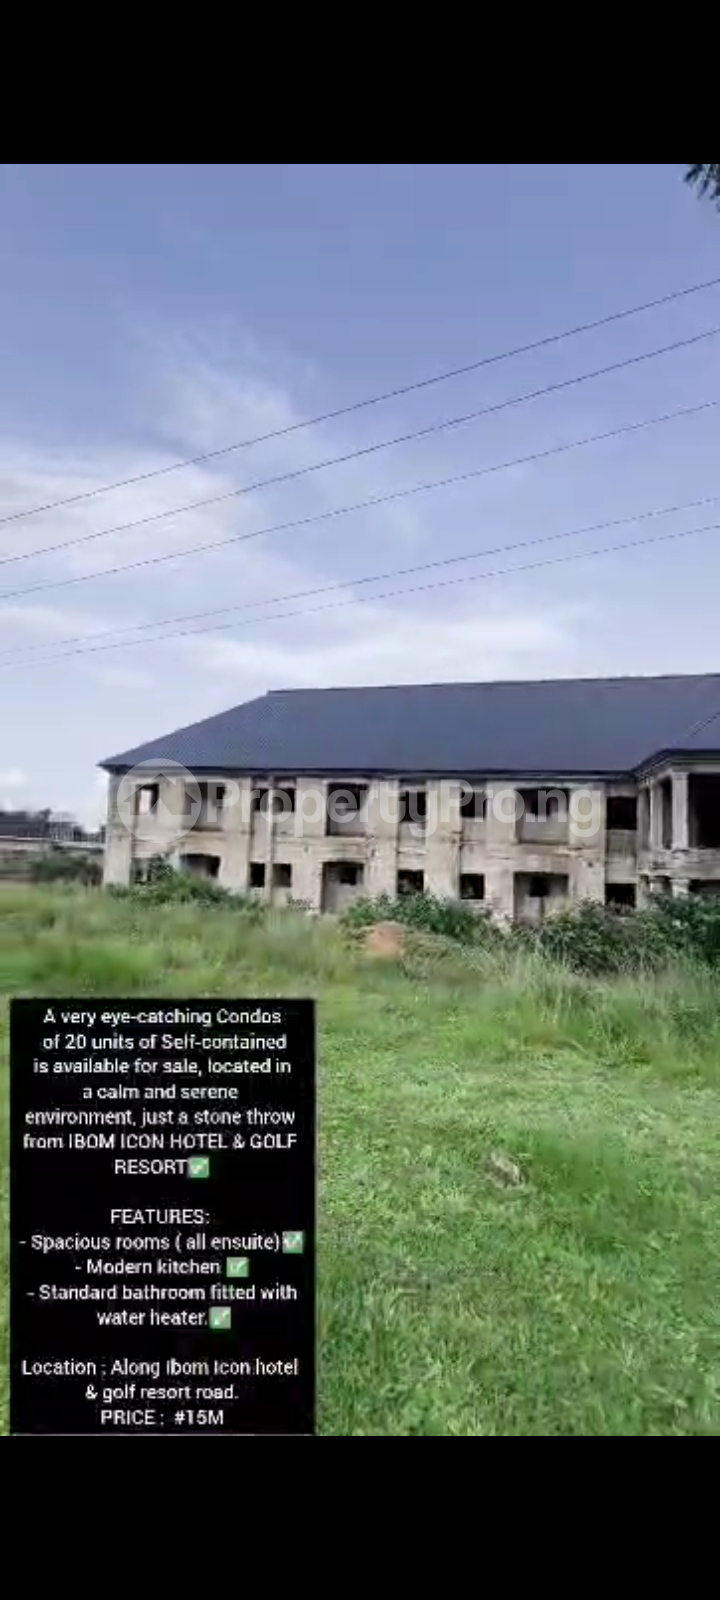 PropertyPro.ng
A very eye-catching Condos
of 20 units of Self-contained
is available for sale, located in
a calm and serene
environment, just a stone throw
from IBOM ICON HOTEL & GOLF
RESORT✅
FEATURES:
- Spacious rooms ( all ensuite)✅
- Modern kitchen ✅
- Standard bathroom fitted with
water heater.✅
Location : Along Ibom Icon hotel
& golf resort road.
PRICE : #15M